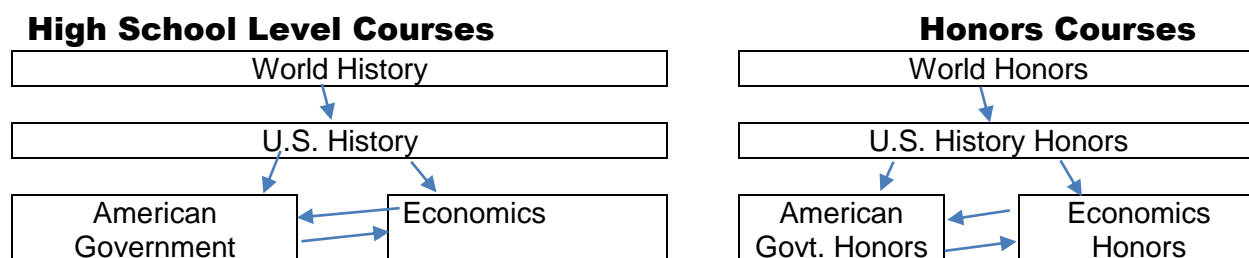 High School Level Courses
World History
U.S. History
American
Government
Economics
Honors Courses
World Honors
U.S. History Honors
American
Govt. Honors
Economics
Honors